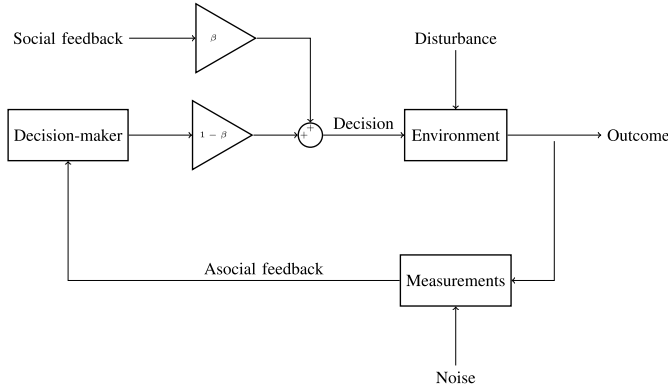 Social feedback
β
Disturbance
Decision-maker
1 − β
+
+
Decision
Environment
Outcome
Asocial feedback
Measurements
Noise